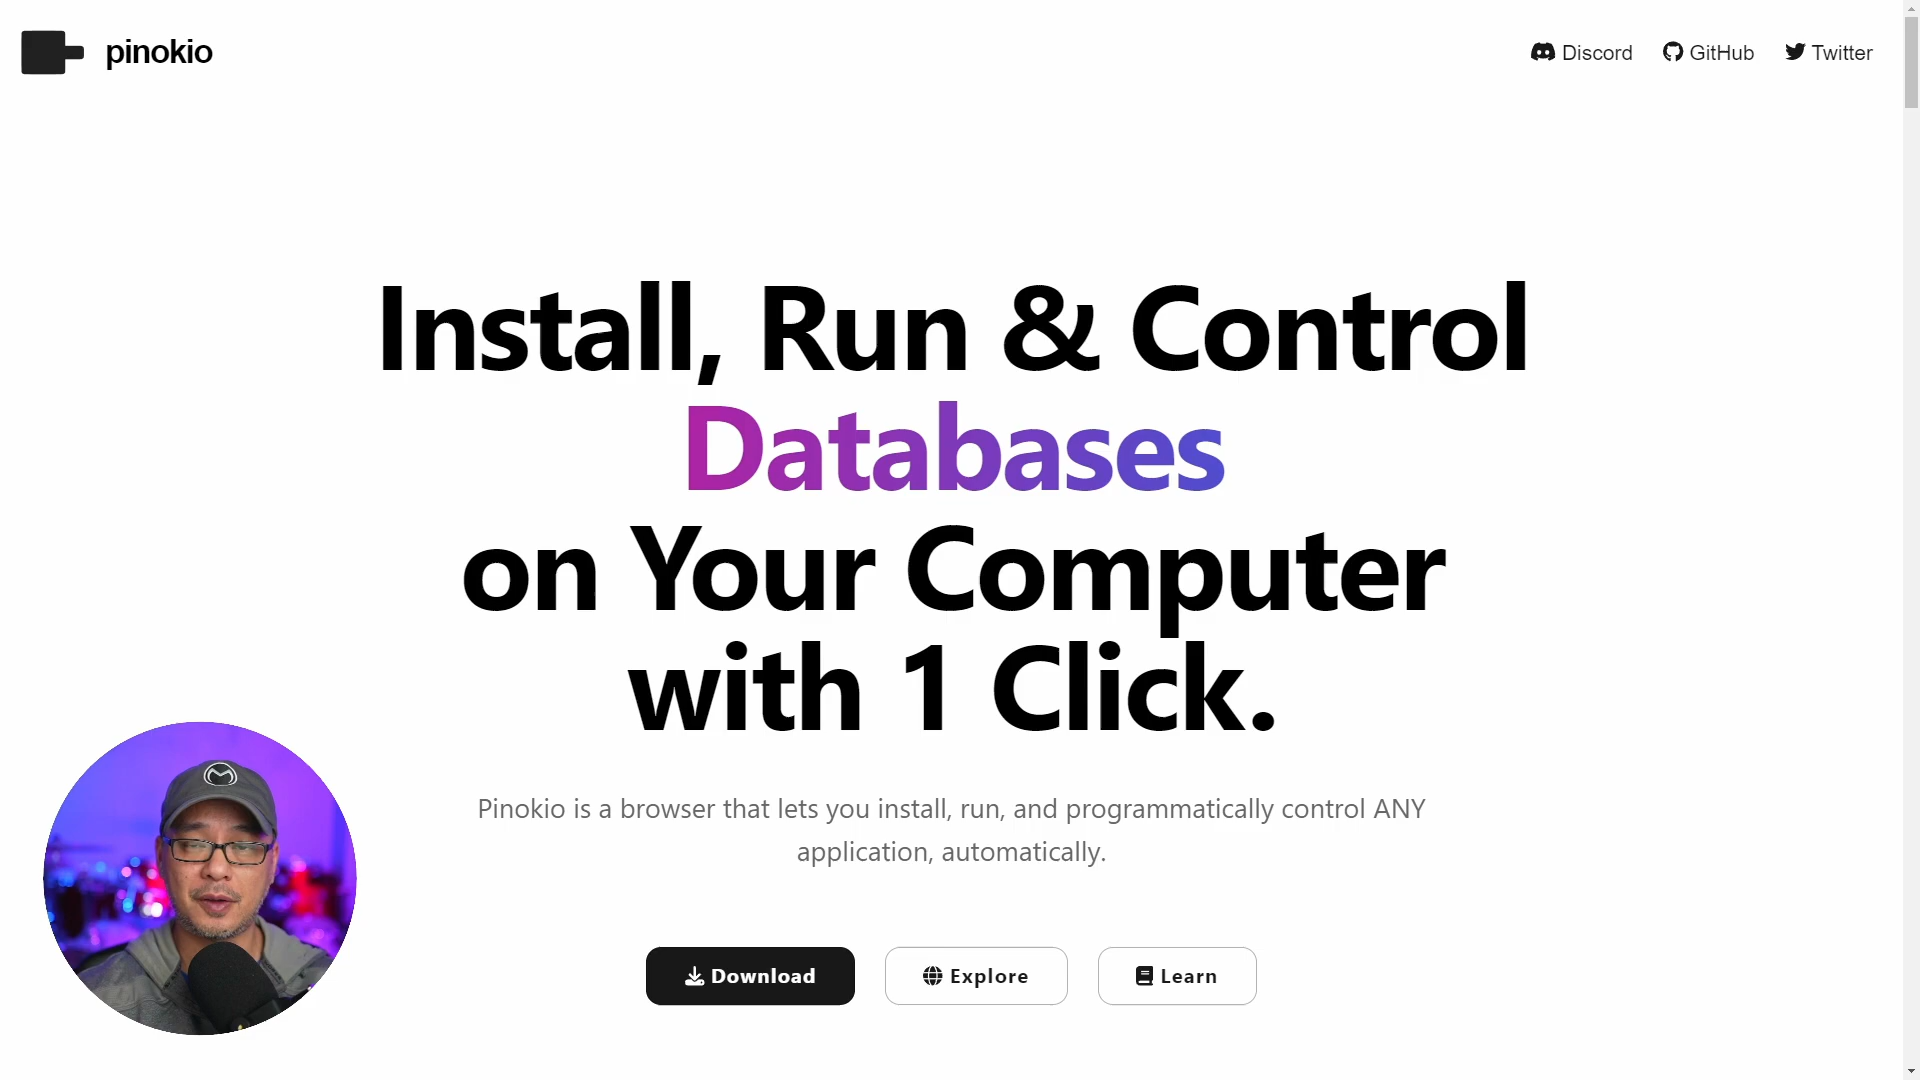 pinokio
Discord
GitHub
Twitter
Install, Run & Control
Databases
on Your Computer
with 1 Click.
Pinokio is a browser that lets you install, run, and programmatically control ANY
application, automatically.
Download
Explore
Learn